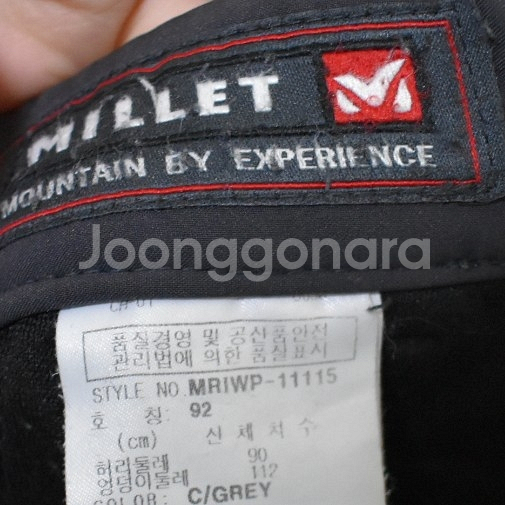 MILLET
MOUNTAIN BY EXPERIENCE
Joonggonara
품질경영 및 공산품안전
관리법에 의한 품질표시
STYLE NO. MRIWP-11115
호 칭: 92
(cm) 신체치수
허리둘레 90
엉덩이둘레 112
COLOR: C/GREY